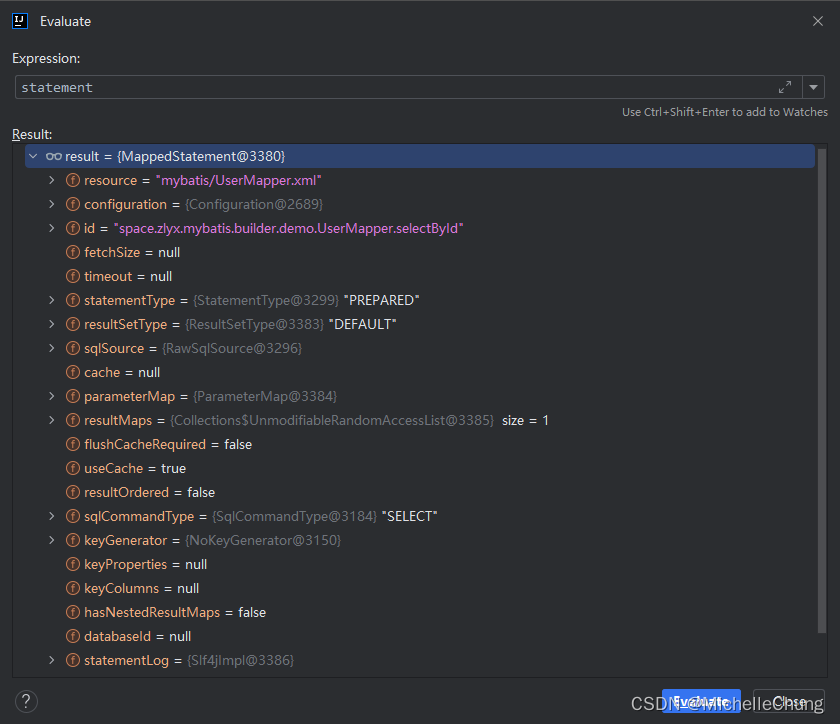 IJ Evaluate
Expression:
statement
Use Ctrl+Shift+Enter to add to Watches
Result:
result = {MappedStatement@3380}
f resource = "mybatis/UserMapper.xml"
f configuration = {Configuration@2689}
f id = "space.zlyx.mybatis.builder.demo.UserMapper.selectById"
f fetchSize = null
f timeout = null
f statementType = {StatementType@3299} "PREPARED"
f resultSetType = {ResultSetType@3383} "DEFAULT"
f sqlSource = {RawSqlSource@3296}
f cache = null
f parameterMap = {ParameterMap@3384}
f resultMaps = {Collections$UnmodifiableRandomAccessList@3385} size = 1
f flushCacheRequired = false
f useCache = true
f resultOrdered = false
f sqlCommandType = {SqlCommandType@3184} "SELECT"
f keyGenerator = {NoKeyGenerator@3150}
f keyProperties = null
f keyColumns = null
f hasNestedResultMaps = false
f databaseId = null
f statementLog = {Slf4jImpl@3386}
? Evaluate Close
CSDN @MichelleChung